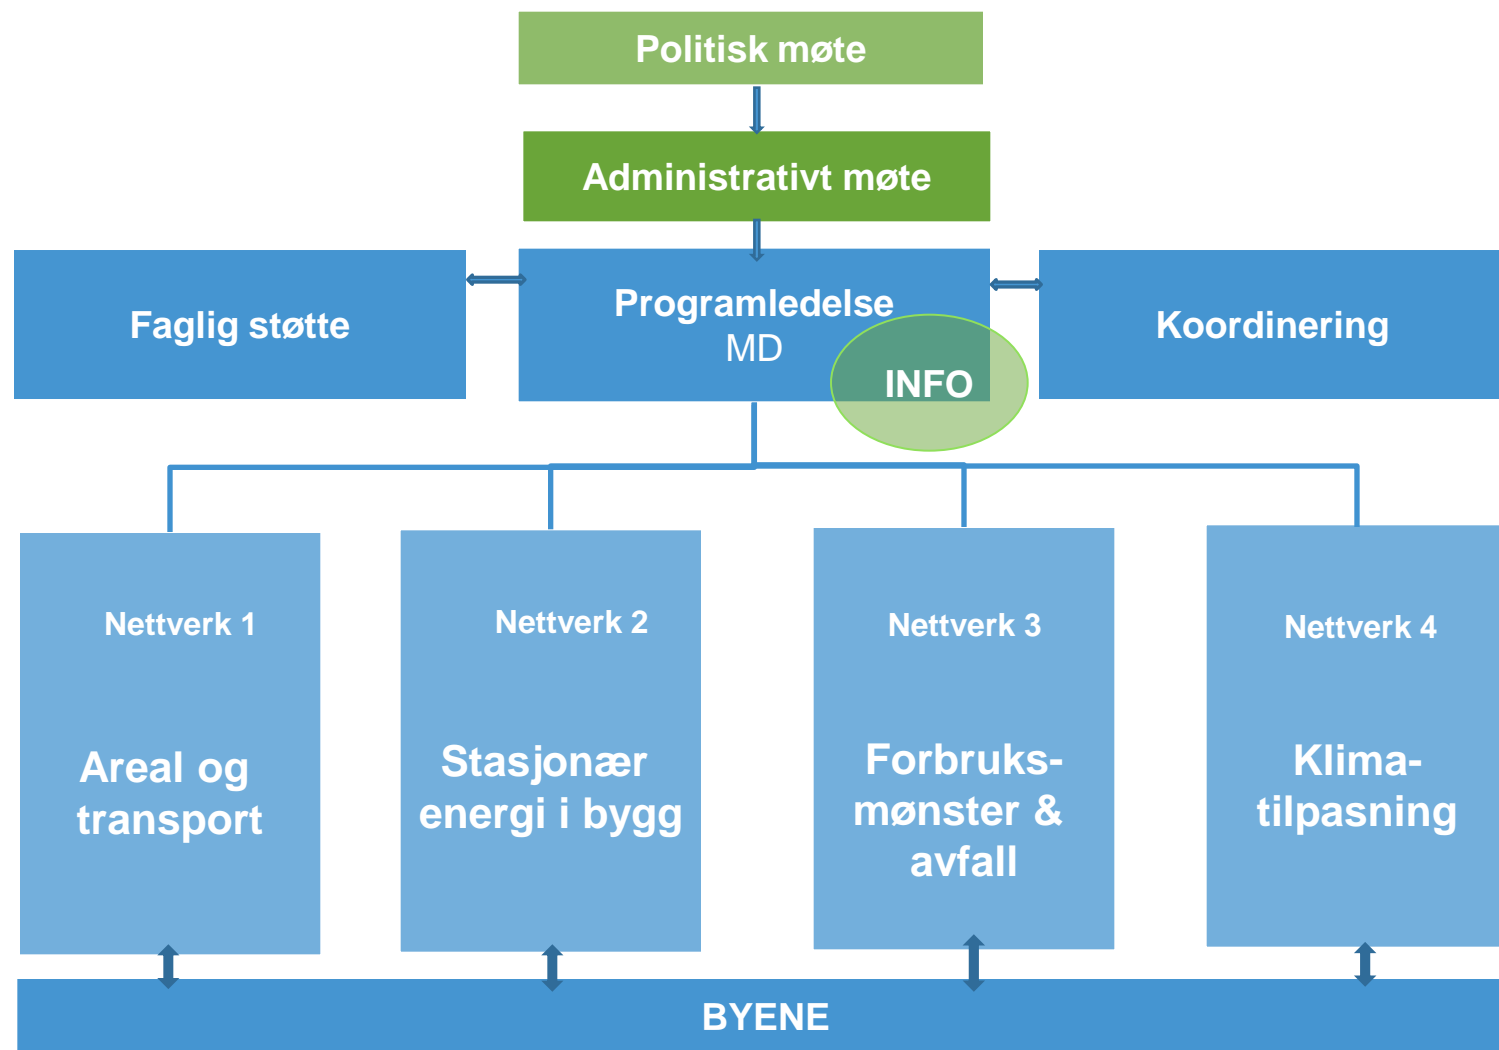 Politisk møte
Administrativt møte
Faglig støtte
Programledelse
MD
INFO
Koordinering
Nettverk 1
Areal og
transport
Nettverk 2
Stasjonær
energi i bygg
Nettverk 3
Forbruks-
mønster &
avfall
Nettverk 4
Klima-
tilpasning
BYENE